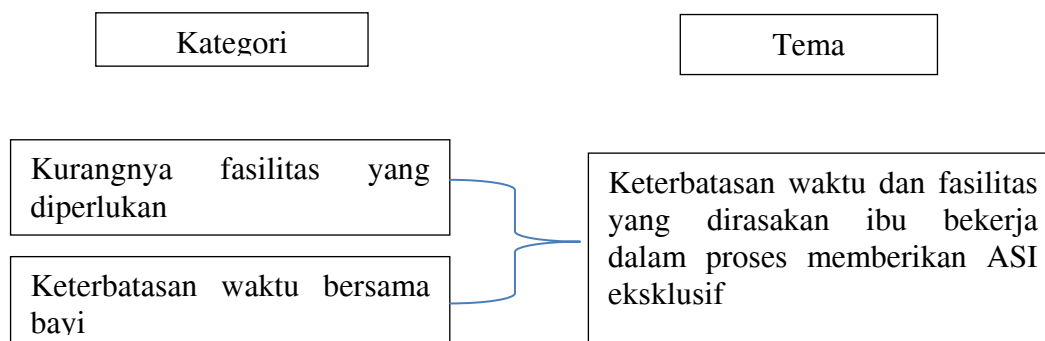 Kategori
Tema
Kurangnya fasilitas yang
diperlukan
Keterbatasan waktu bersama
bayi
Keterbatasan waktu dan fasilitas
yang dirasakan ibu bekerja
dalam proses memberikan ASI
eksklusif